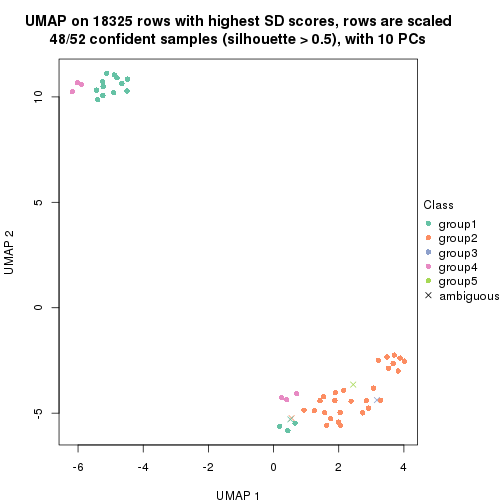 UMAP on 18325 rows with highest SD scores, rows are scaled
48/52 confident samples (silhouette > 0.5), with 10 PCs
10
5
0
-5
UMAP 2
-6
-4
-2
0
2
4
UMAP 1
Class
group1
group2
group3
group4
group5
ambiguous